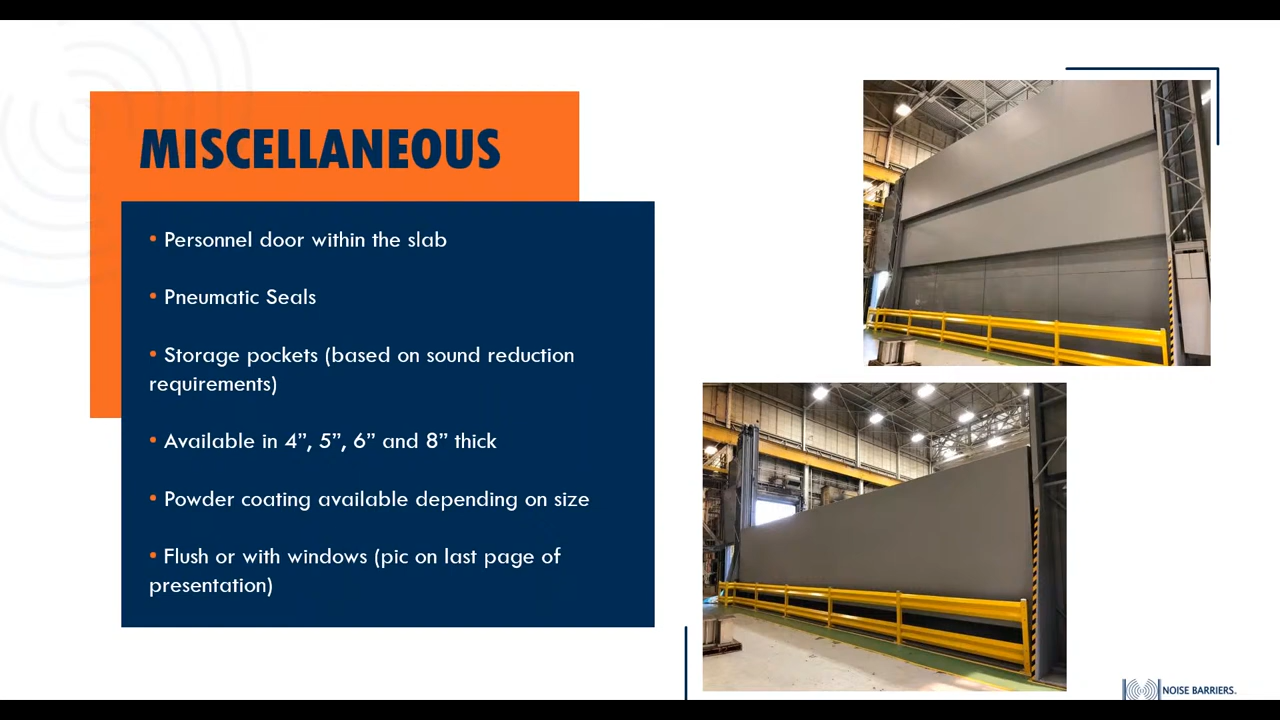 MISCELLANEOUS
• Personnel door within the slab
• Pneumatic Seals
• Storage pockets (based on sound reduction
requirements)
• Available in 4”, 5”, 6” and 8” thick
• Powder coating available depending on size
• Flush or with windows (pic on last page of
presentation)
NOISE BARRIERS.